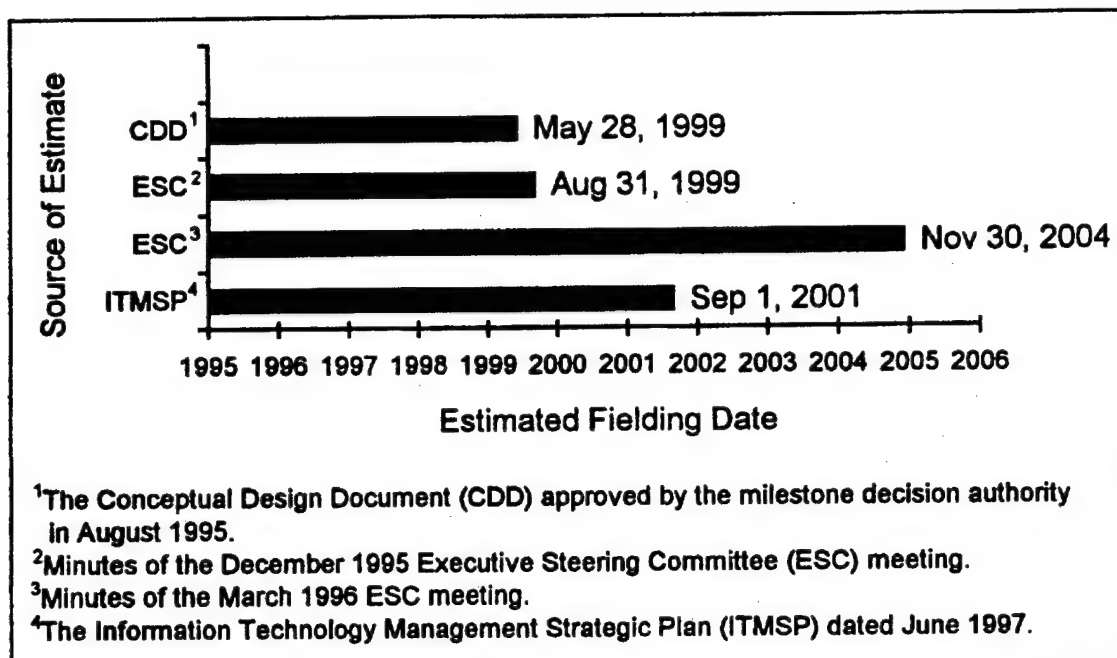 Source of Estimate
CDD¹ May 28, 1999
ESC² Aug 31, 1999
ESC³ Nov 30, 2004
ITMSP⁴ Sep 1, 2001
1995 1996 1997 1998 1999 2000 2001 2002 2003 2004 2005 2006
Estimated Fielding Date
¹The Conceptual Design Document (CDD) approved by the milestone decision authority
in August 1995.
²Minutes of the December 1995 Executive Steering Committee (ESC) meeting.
³Minutes of the March 1996 ESC meeting.
⁴The Information Technology Management Strategic Plan (ITMSP) dated June 1997.